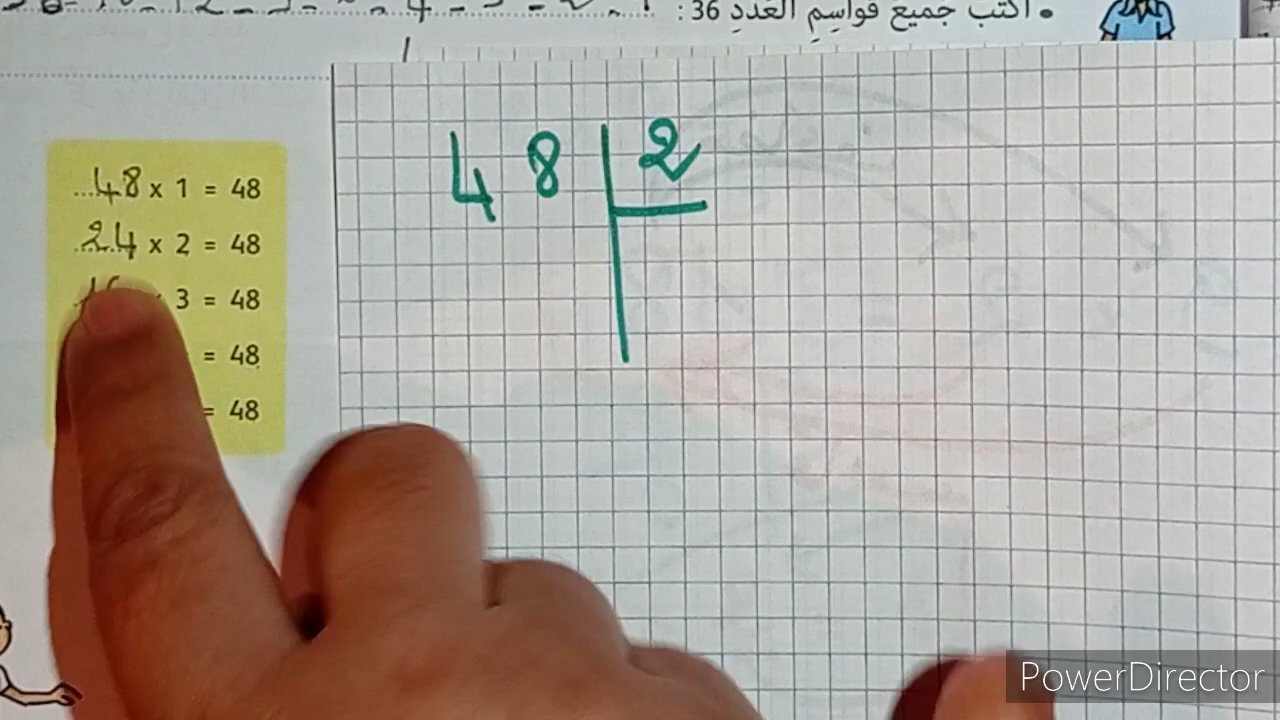 • اكتب جميع قواسم العدد 36 :
48 x 1 = 48
24 x 2 = 48
3 = 48
= 48
= 48
48 2
PowerDirector